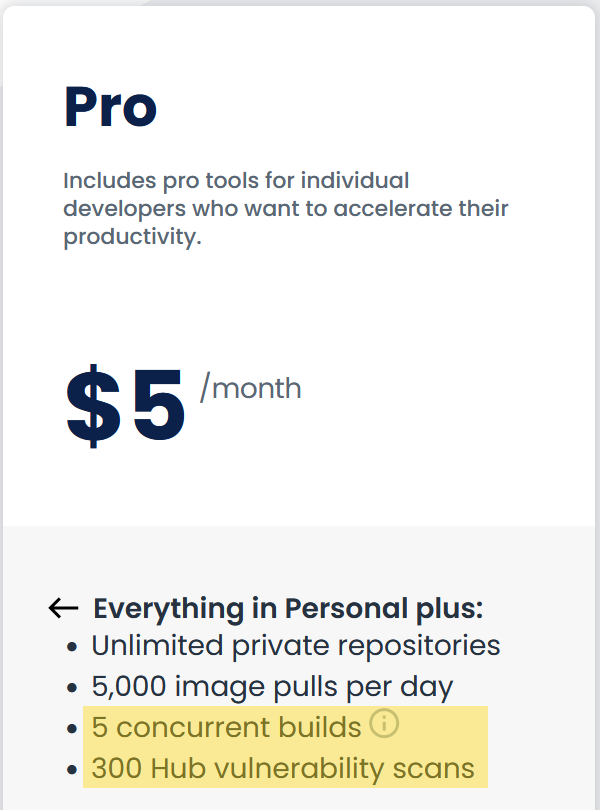 Pro
Includes pro tools for individual
developers who want to accelerate their
productivity.
$5 /month
← Everything in Personal plus:
• Unlimited private repositories
• 5,000 image pulls per day
• 5 concurrent builds ⓘ
• 300 Hub vulnerability scans